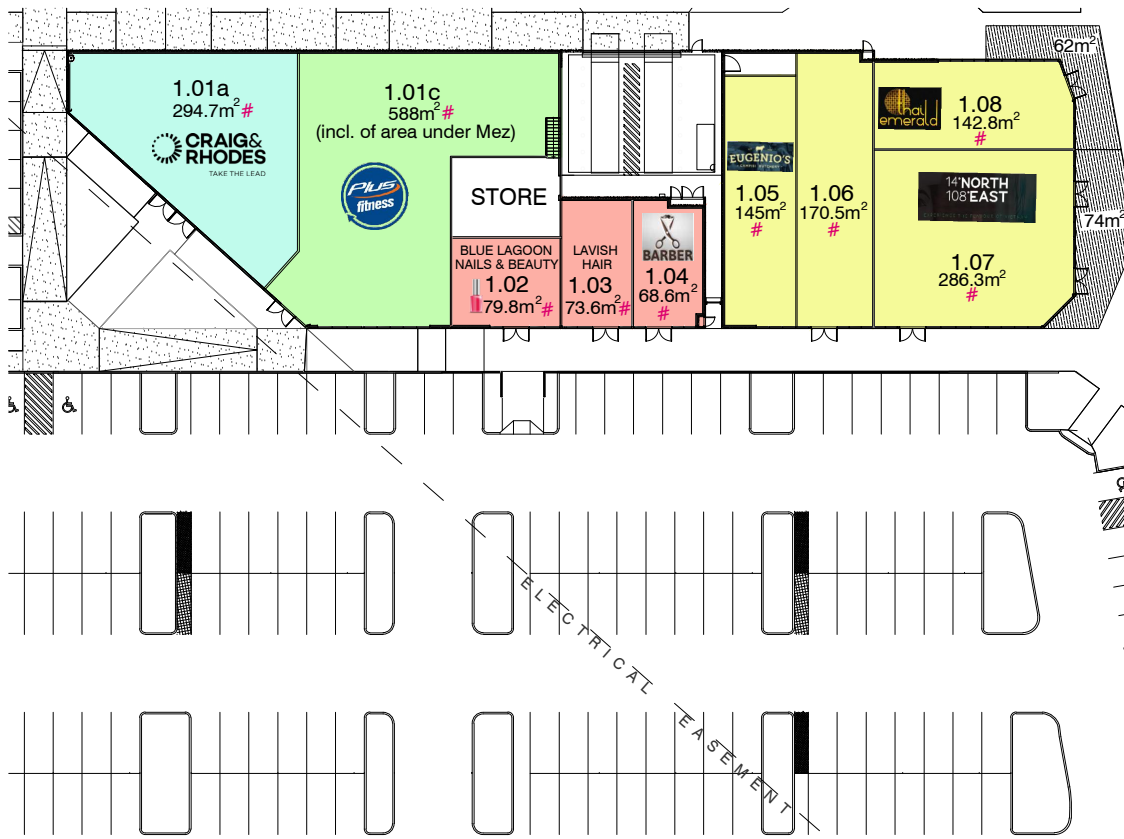 62m²
1.01a
294.7m²#
CRAIG&
RHODES
TAKE THE LEAD
1.01c
588m²#
(incl. of area under Mez)
Plus
fitness
STORE
BLUE LAGOON
NAILS & BEAUTY
1.02
79.8m²#
LAVISH
HAIR
1.03
73.6m²#
BARBER
1.04
68.6m²
#
EUGENIO'S
1.05
145m²
#
1.06
170.5m²
#
thai
emerald
1.08
142.8m²
#
14°NORTH
108°EAST
1.07
286.3m²
#
74m²
ELECTRICAL EASEMENT